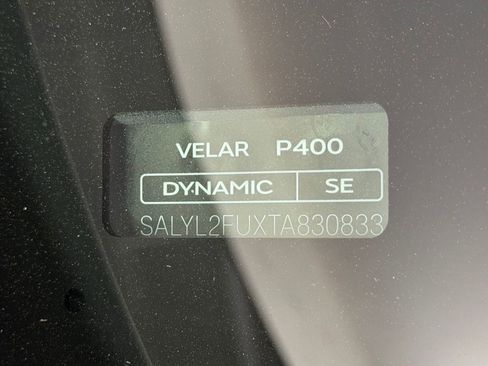 VELAR P400
DYNAMIC SE
SALYL2FUXTA830833